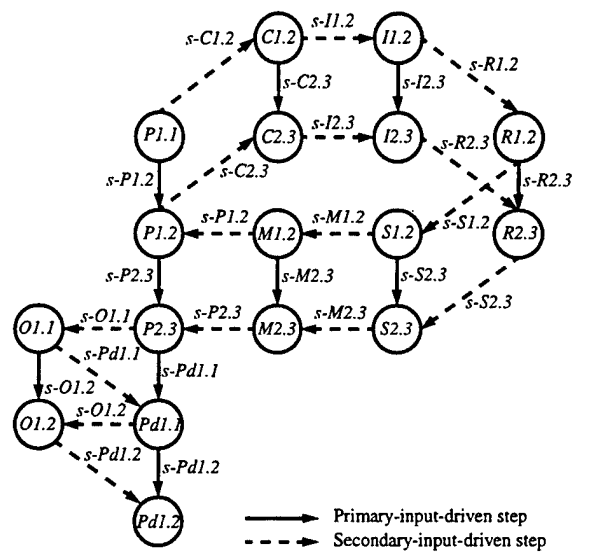 C1.2 s-I1.2 I1.2
s-C1.2 s-R1.2
s-C2.3 s-I2.3
P1.1 C2.3 s-I2.3 I2.3 R1.2
s-R2.3
s-P1.2 s-C2.3 s-R2.3
P1.2 s-P1.2 M1.2 s-M1.2 S1.2 s-S1.2 R2.3
s-P2.3 s-M2.3 s-S2.3 s-S2.3
O1.1 s-O1.1 P2.3 s-P2.3 M2.3 s-M2.3 S2.3
s-Pd1.1 s-Pd1.1
s-O1.2 s-O1.2
O1.2 Pd1.1
s-Pd1.2 s-Pd1.2
Pd1.2 Primary-input-driven step
Secondary-input-driven step